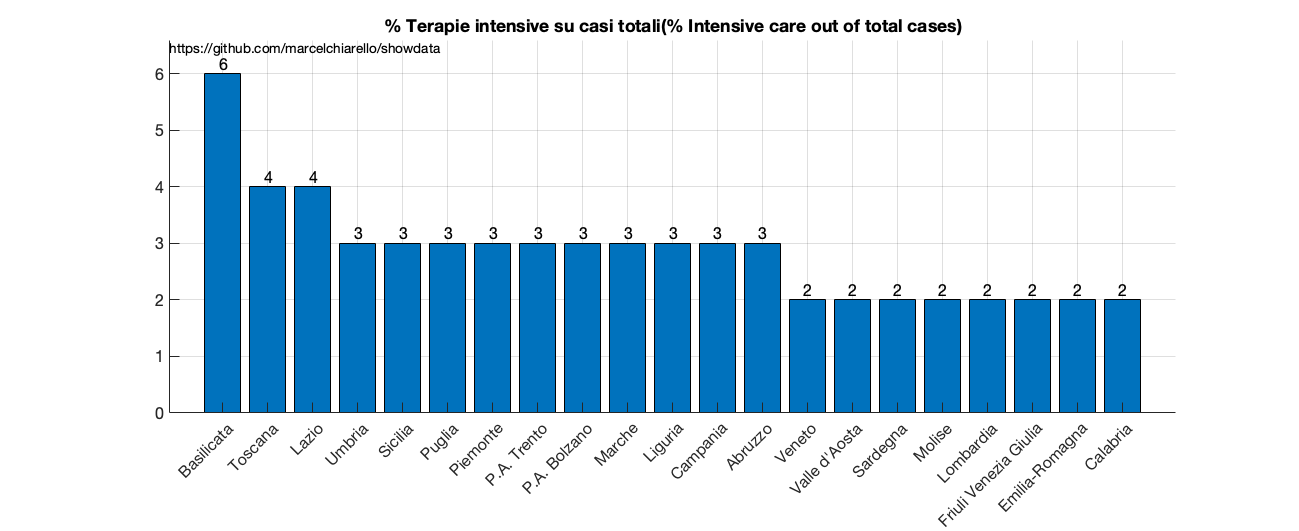 % Terapie intensive su casi totali(% Intensive care out of total cases)
https://github.com/marcelchiarello/showdata
6
5
4
3
2
1
0
6
4
4
3
3
3
3
3
3
3
3
3
3
2
2
2
2
2
2
2
2
Basilicata
Toscana
Lazio
Umbria
Sicilia
Puglia
Piemonte
P.A. Trento
P.A. Bolzano
Marche
Liguria
Campania
Abruzzo
Veneto
Valle d'Aosta
Sardegna
Molise
Lombardia
Friuli Venezia Giulia
Emilia-Romagna
Calabria